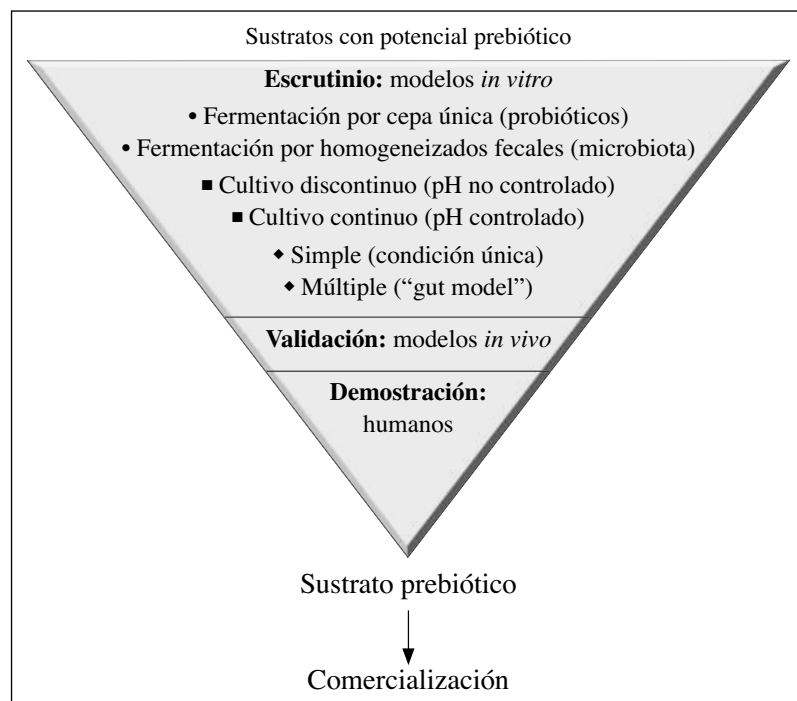 Sustratos con potencial prebiótico
Escrutinio: modelos in vitro
• Fermentación por cepa única (probióticos)
• Fermentación por homogeneizados fecales (microbiota)
■ Cultivo discontinuo (pH no controlado)
■ Cultivo continuo (pH controlado)
◆ Simple (condición única)
◆ Múltiple (“gut model”)
Validación: modelos in vivo
Demostración:
humanos
Sustrato prebiótico
Comercialización